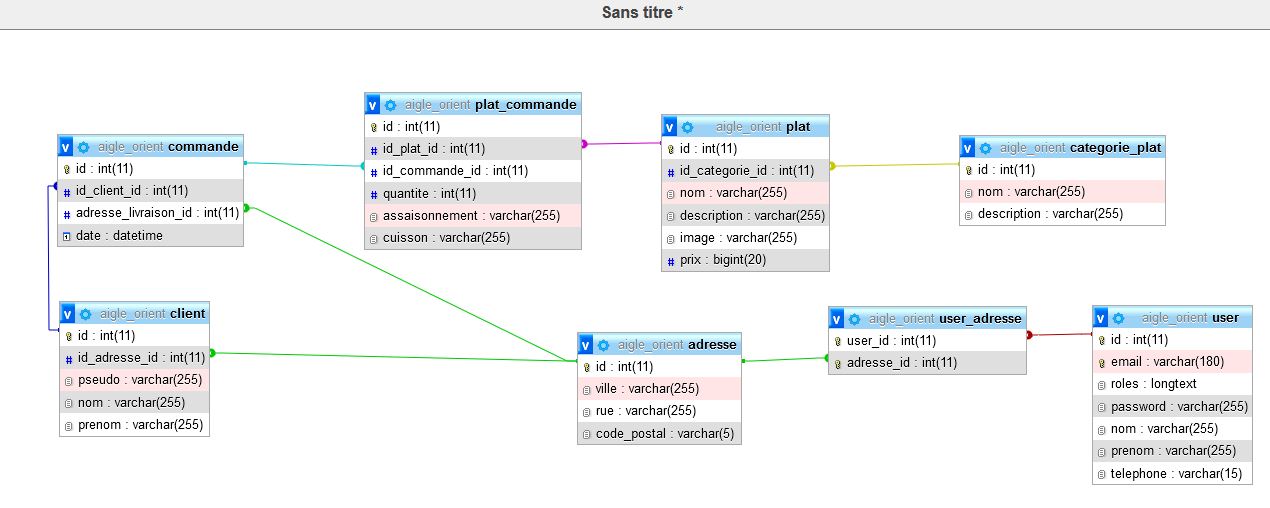 Sans titre *
aigle_orient commande
id : int(11)
id_client_id : int(11)
adresse_livraison_id : int(11)
date : datetime
aigle_orient plat_commande
id : int(11)
id_plat_id : int(11)
id_commande_id : int(11)
quantite : int(11)
assaisonnement : varchar(255)
cuisson : varchar(255)
aigle_orient plat
id : int(11)
id_categorie_id : int(11)
nom : varchar(255)
description : varchar(255)
image : varchar(255)
prix : bigint(20)
aigle_orient categorie_plat
id : int(11)
nom : varchar(255)
description : varchar(255)
aigle_orient client
id : int(11)
id_adresse_id : int(11)
pseudo : varchar(255)
nom : varchar(255)
prenom : varchar(255)
aigle_orient adresse
id : int(11)
ville : varchar(255)
rue : varchar(255)
code_postal : varchar(5)
aigle_orient user_adresse
user_id : int(11)
adresse_id : int(11)
aigle_orient user
id : int(11)
email : varchar(180)
roles : longtext
password : varchar(255)
nom : varchar(255)
prenom : varchar(255)
telephone : varchar(15)